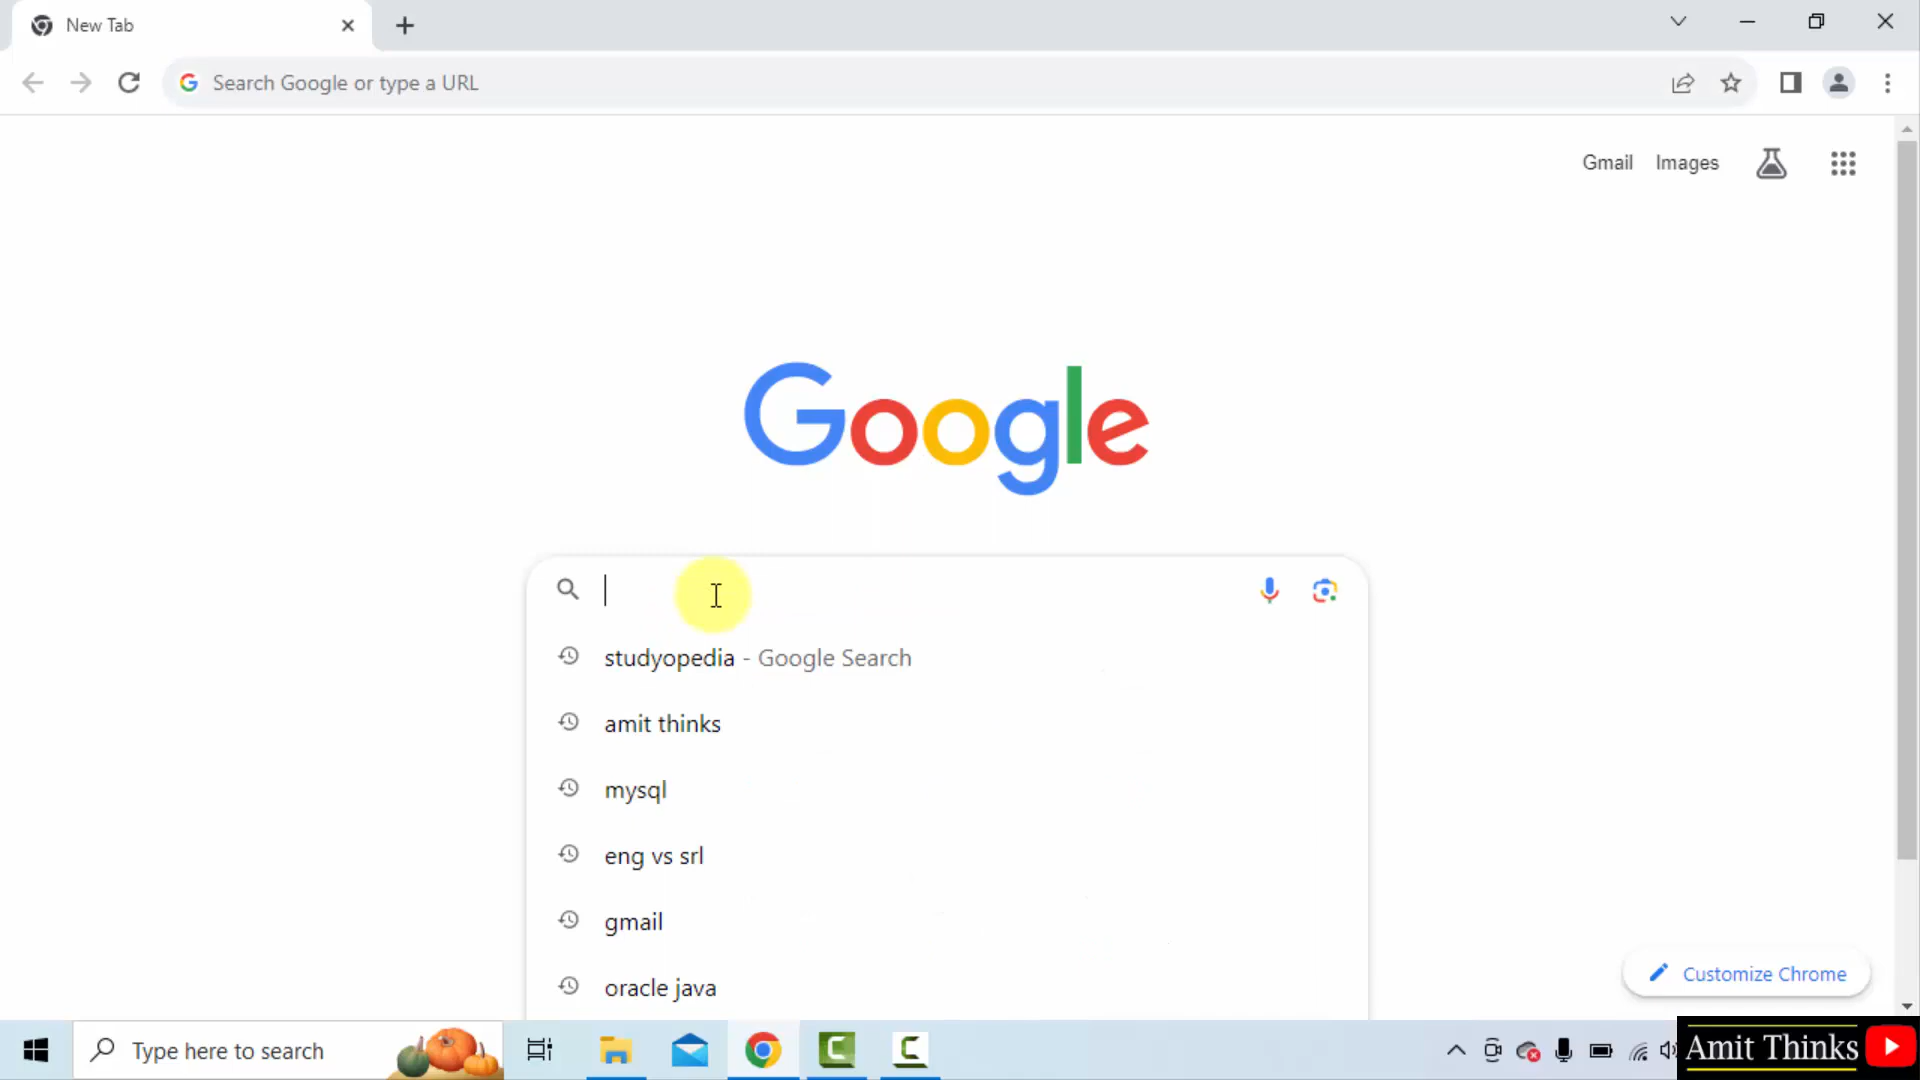 New Tab
Search Google or type a URL
Gmail Images
Google
studyopedia - Google Search
amit thinks
mysql
eng vs srl
gmail
oracle java
Customize Chrome
Type here to search
Amit Thinks